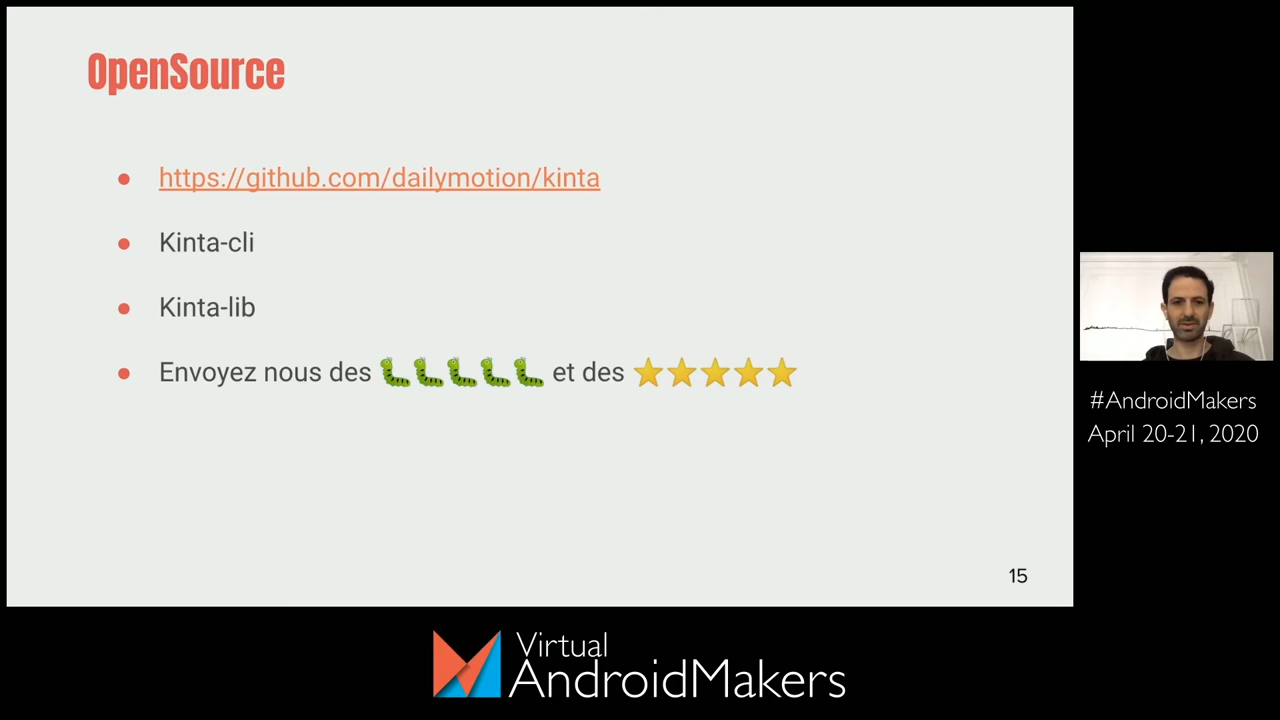 OpenSource
https://github.com/dailymotion/kinta
Kinta-cli
Kinta-lib
Envoyez nous des 🐛🐛🐛🐛🐛 et des ⭐⭐⭐⭐⭐
15
#AndroidMakers
April 20-21, 2020
Virtual
AndroidMakers